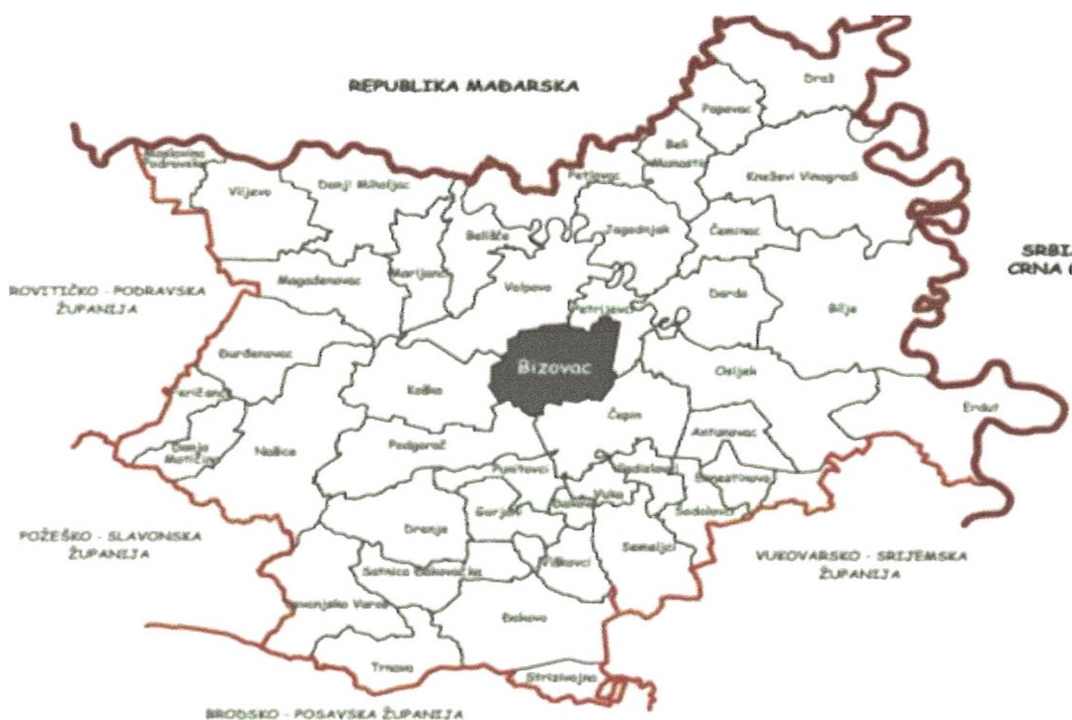 REPUBLIKA MAĐARSKA
Draž
Popovac
Beli
Manastir
Petlovac
Kneževi Vinogradi
Viljevo
Donji Miholjac
Belišće
Jagodnjak
Čeminac
SRBI
CRNA
ROVITIČKO - PODRAVSKA
ŽUPANIJA
Magadenovac
Marijanci
Valpovo
Petrijevci
Darda
Bilje
Đurđenovac
Bizovac
Osijek
Koška
Čepin
Erdut
Antunovac
Našice
Podgorač
Punitovci
Vuka
Gorjani
Drenje
Semeljci
Viškovci
POŽEŠKO - SLAVONSKA
ŽUPANIJA
VUKOVARSKO - SRIJEMSKA
ŽUPANIJA
Satnica Đakovačka
Đakovo
Trnava
Strizivojna
BRODSKO - POSAVSKA ŽUPANIJA